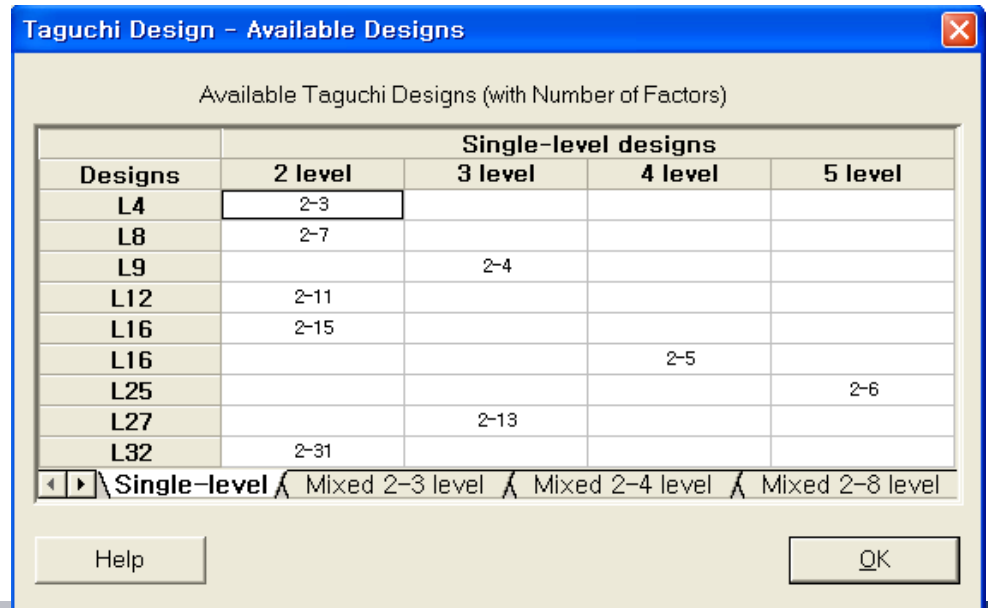 Taguchi Design - Available Designs
Available Taguchi Designs (with Number of Factors)
Single-level designs
Designs 2 level 3 level 4 level 5 level
L4 2-3
L8 2-7
L9 2-4
L12 2-11
L16 2-15
L16 2-5
L25 2-6
L27 2-13
L32 2-31
Single-level Mixed 2-3 level Mixed 2-4 level Mixed 2-8 level
Help OK